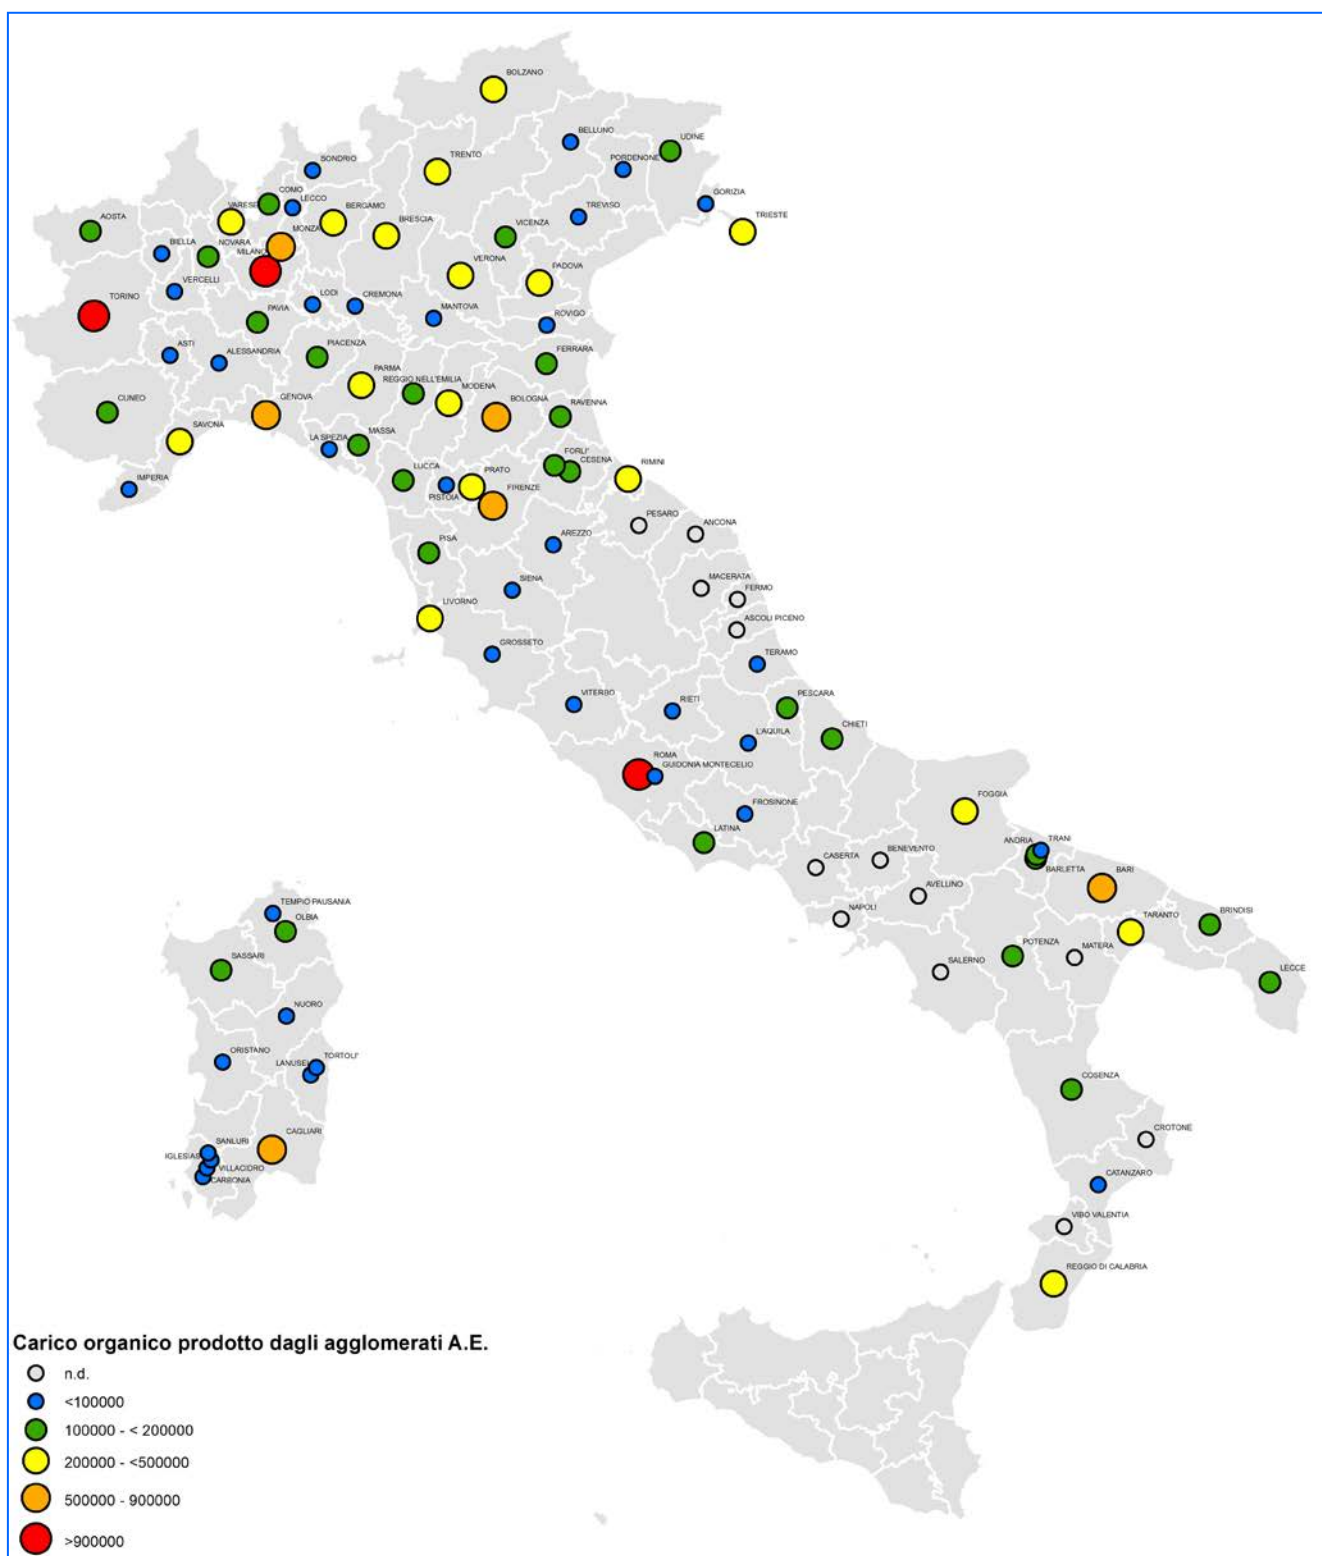 BOLZANO
BELLUNO
UDINE
TRENTO
PORDENONE
SONDRIO
COMO
LECCO
GORIZIA
VARESE
BERGAMO
TREVISO
AOSTA
BRESCIA
VICENZA
TRIESTE
MONZA
BIELLA
NOVARA
MILANO
VERONA
PADOVA
VERCELLI
TORINO
LODI
CREMONA
MANTOVA
ROVIGO
PAVIA
ASTI
ALESSANDRIA
PIACENZA
FERRARA
PARMA
REGGIO NELL'EMILIA
MODENA
CUNEO
GENOVA
BOLOGNA
RAVENNA
SAVONA
LA SPEZIA
MASSA
FORLI'
CESENA
RIMINI
LUCCA
PRATO
IMPERIA
PISTOIA
FIRENZE
PESARO
ANCONA
AREZZO
PISA
SIENA
MACERATA
FERMO
LIVORNO
ASCOLI PICENO
GROSSETO
TERAMO
VITERBO
RIETI
PESCARA
CHIETI
L'AQUILA
ROMA
GUIDONIA MONTECELIO
FROSINONE
FOGGIA
LATINA
ANDRIA
TRANI
CASERTA
BENEVENTO
BARLETTA
BARI
AVELLINO
TEMPIO PAUSANIA
NAPOLI
BRINDISI
OLBIA
TARANTO
SASSARI
SALERNO
POTENZA
MATERA
LECCE
NUORO
ORISTANO
LANUSEI
TORTOLI'
COSENZA
CAGLIARI
CROTONE
SANLURI
IGLESIAS
VILLACIDRO
CARBONIA
CATANZARO
VIBO VALENTIA
REGGIO DI CALABRIA
Carico organico prodotto dagli agglomerati A.E.
n.d.
<100000
100000 - < 200000
200000 - <500000
500000 - 900000
>900000